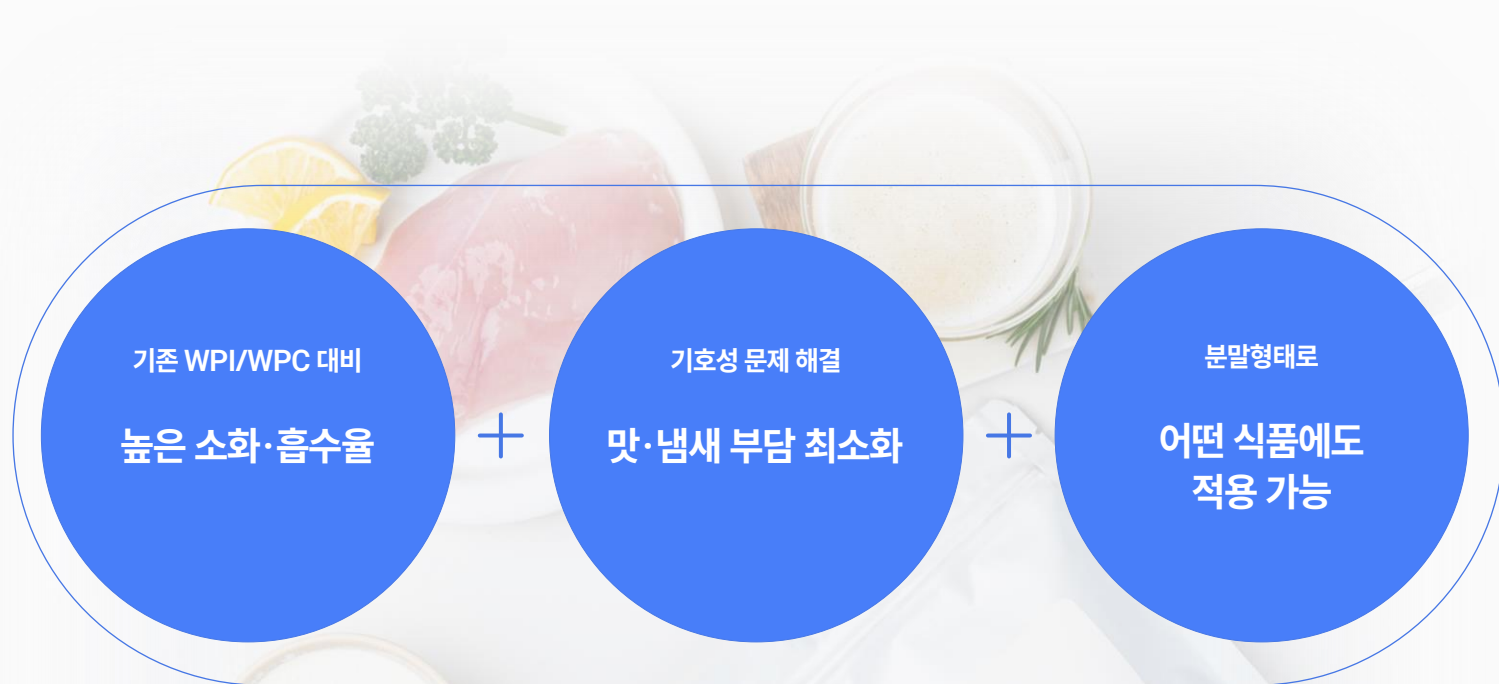 기존 WPI/WPC 대비
높은 소화·흡수율
기호성 문제 해결
맛·냄새 부담 최소화
분말형태로
어떤 식품에도
적용 가능